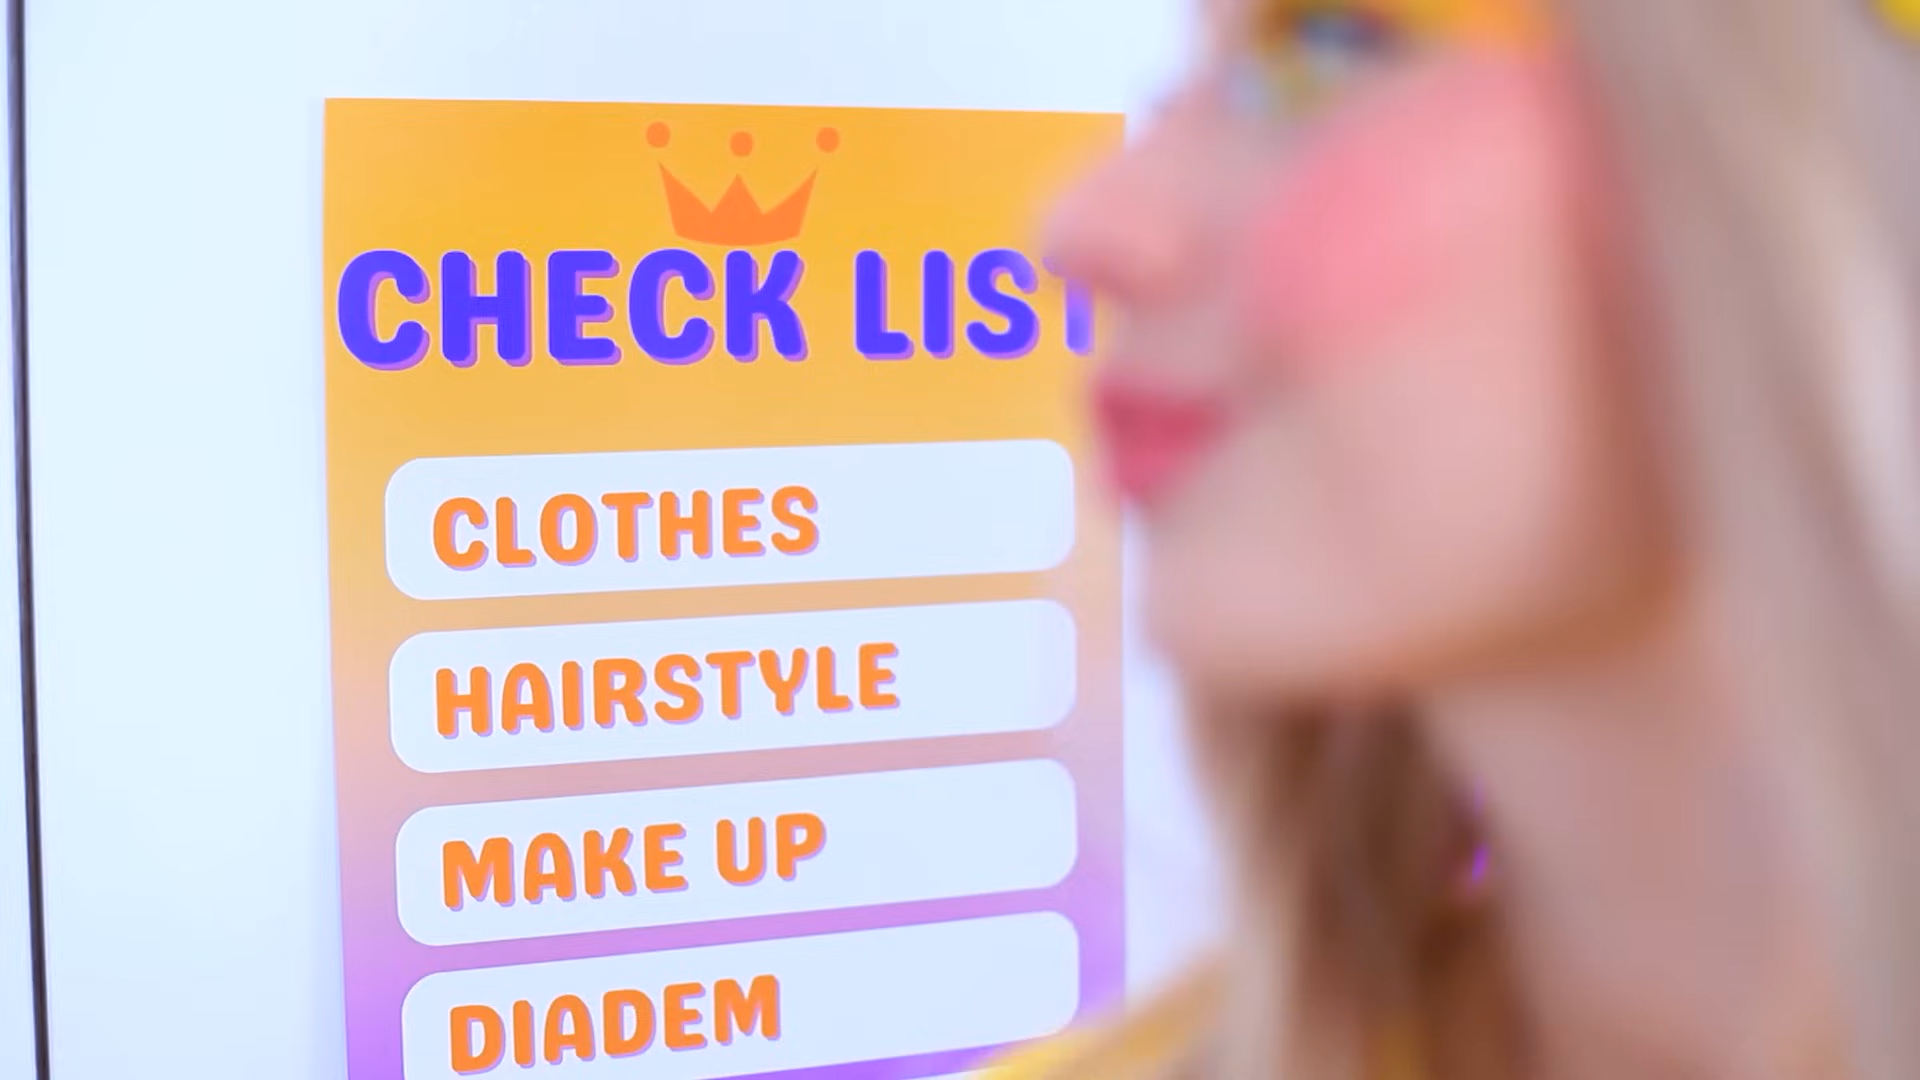 CHECK LIST
CLOTHES
HAIRSTYLE
MAKE UP
DIADEM